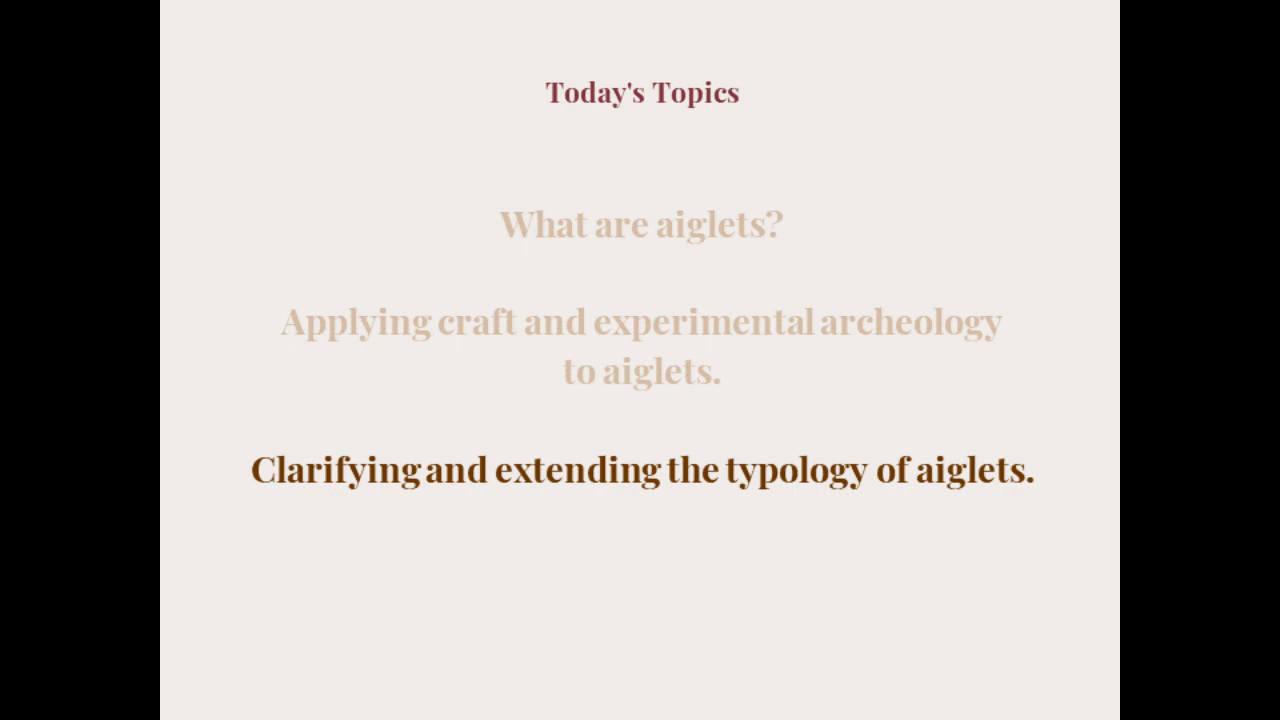 Today's Topics
What are aiglets?
Applying craft and experimental archeology
to aiglets.
Clarifying and extending the typology of aiglets.